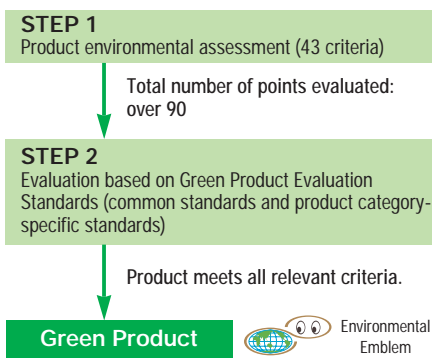 STEP 1
Product environmental assessment (43 criteria)
Total number of points evaluated:
over 90
STEP 2
Evaluation based on Green Product Evaluation
Standards (common standards and product category-
specific standards)
Product meets all relevant criteria.
Green Product
Environmental
Emblem